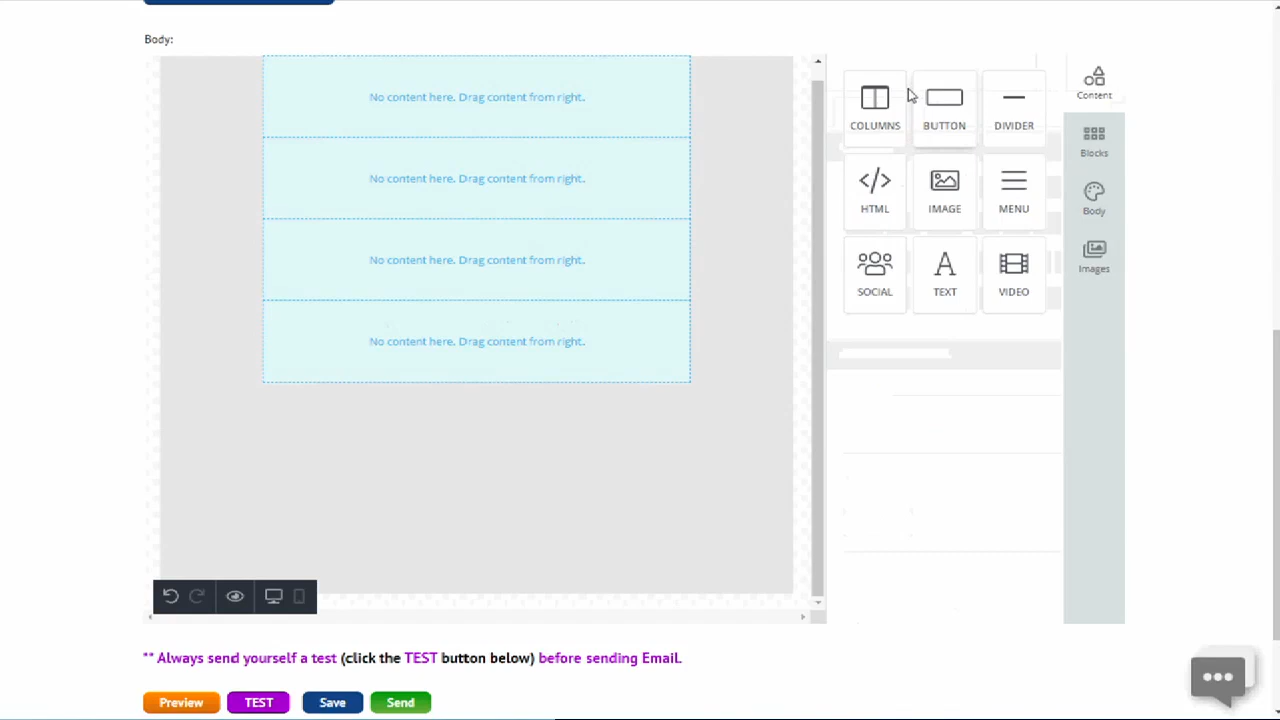 Body:
No content here. Drag content from right.
No content here. Drag content from right.
No content here. Drag content from right.
No content here. Drag content from right.
COLUMNS
BUTTON
DIVIDER
HTML
IMAGE
MENU
SOCIAL
TEXT
VIDEO
Content
Blocks
Body
Images
** Always send yourself a test (click the TEST button below) before sending Email.
Preview
TEST
Save
Send